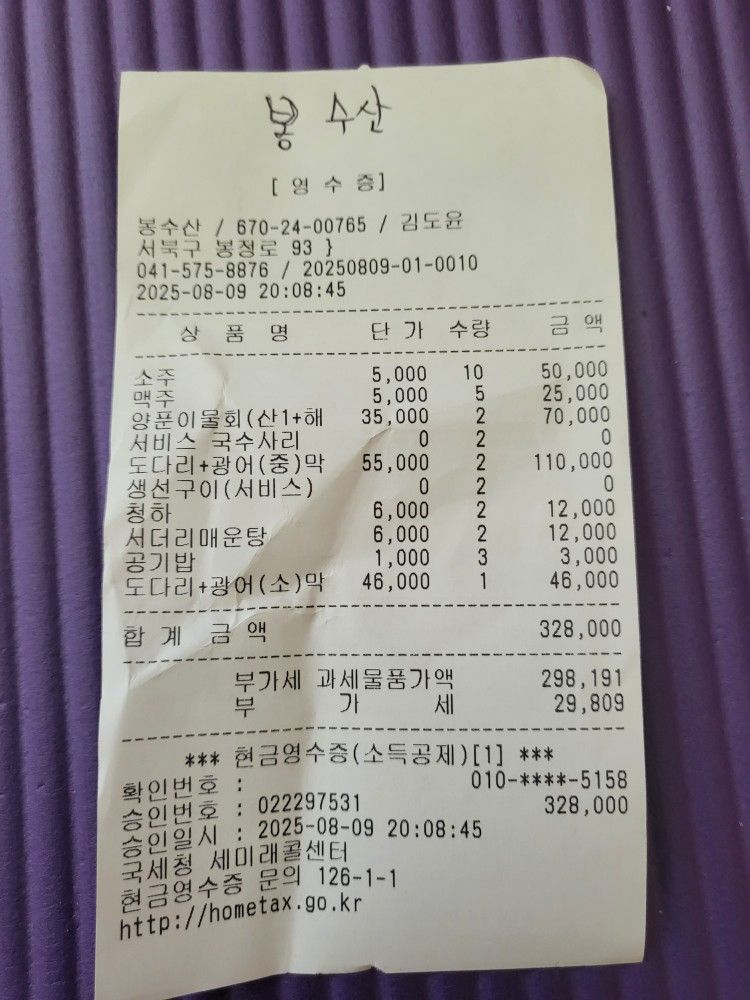 봉 수산
[ 영 수 증]
봉수산 / 670-24-00765 / 김도윤
서북구 봉정로 93 }
041-575-8876 / 20250809-01-0010
2025-08-09 20:08:45
상 품 명 단 가 수량 금 액
소주 5,000 10 50,000
맥주 5,000 5 25,000
양푼이물회(산1+해 35,000 2 70,000
서비스 국수사리 0 2 0
도다리+광어(중)막 55,000 2 110,000
생선구이(서비스) 0 2 0
청하 6,000 2 12,000
서더리매운탕 6,000 2 12,000
공기밥 1,000 3 3,000
도다리+광어(소)막 46,000 1 46,000
합 계 금 액 328,000
부가세 과세물품가액 298,191
부 가 세 29,809
*** 현금영수증(소득공제)[1] ***
확인번호 : 010-****-5158
승인번호 : 022297531 328,000
승인일시 : 2025-08-09 20:08:45
국세청 세미래콜센터
현금영수증 문의 126-1-1
http://hometax.go.kr